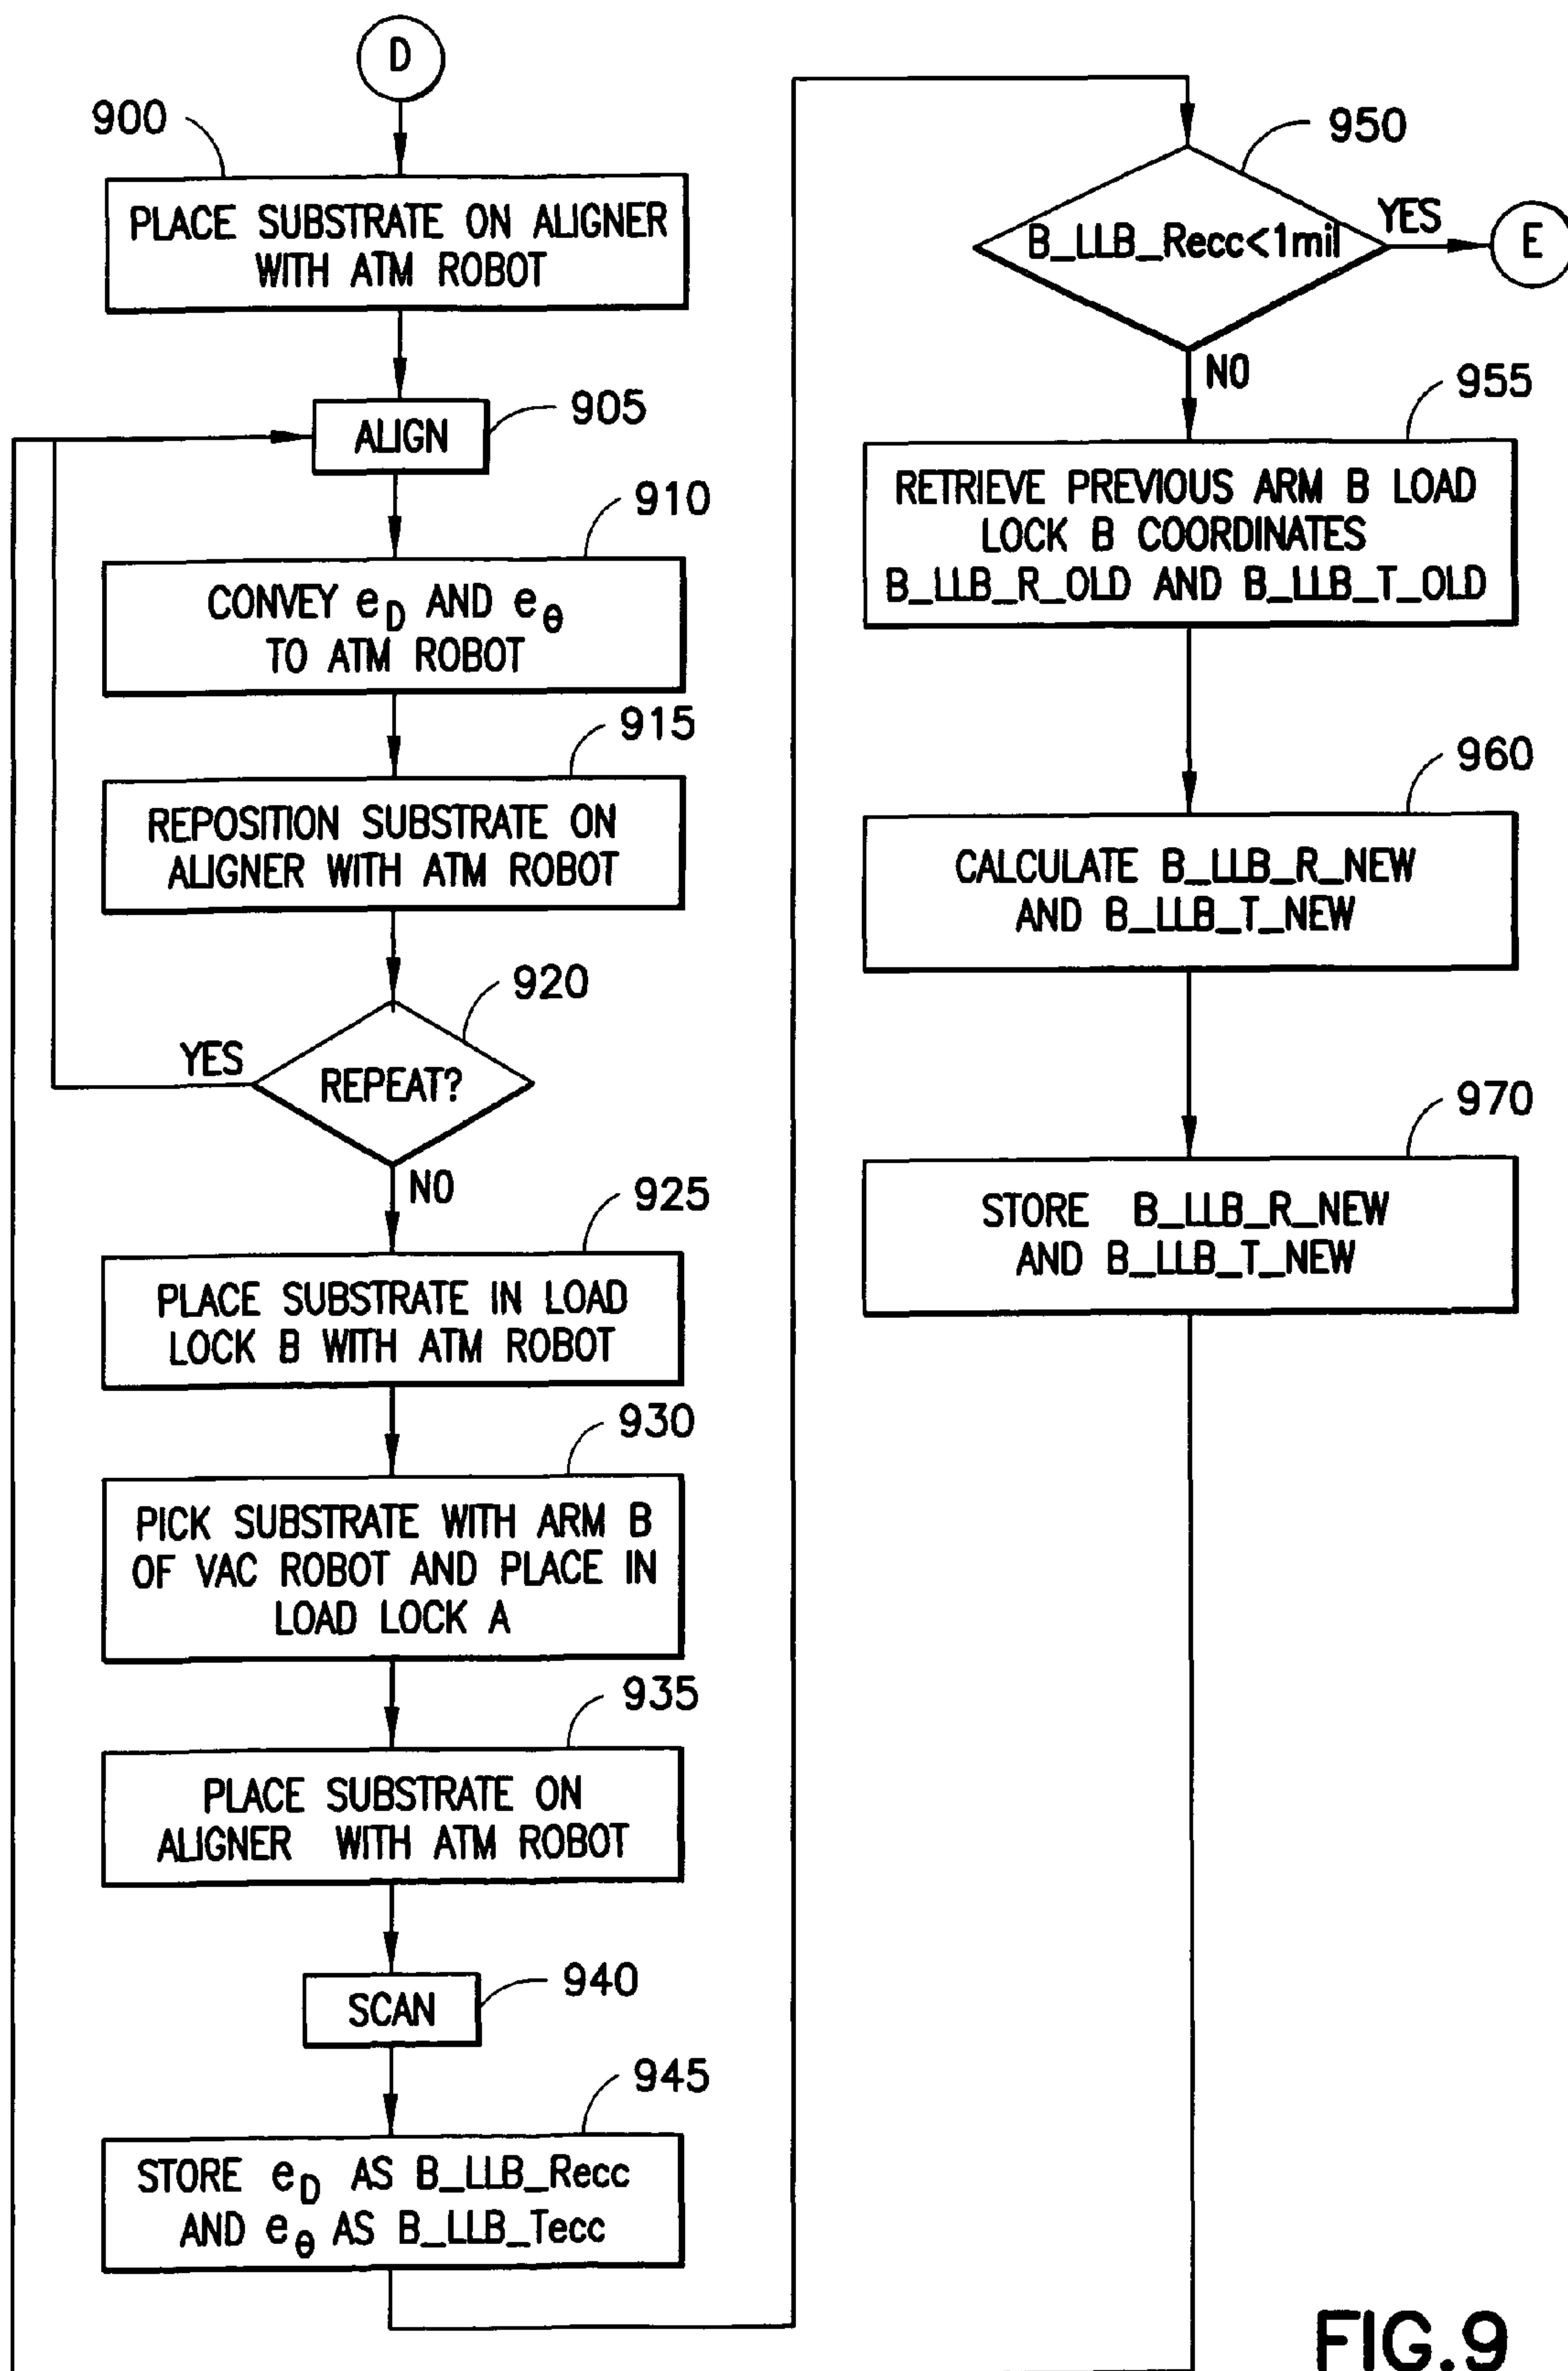 D
900
PLACE SUBSTRATE ON ALIGNER
WITH ATM ROBOT
ALIGN
905
910
CONVEY eD AND eθ
TO ATM ROBOT
915
REPOSITION SUBSTRATE ON
ALIGNER WITH ATM ROBOT
920
YES
REPEAT?
NO
925
PLACE SUBSTRATE IN LOAD
LOCK B WITH ATM ROBOT
930
PICK SUBSTRATE WITH ARM B
OF VAC ROBOT AND PLACE IN
LOAD LOCK A
935
PLACE SUBSTRATE ON
ALIGNER WITH ATM ROBOT
SCAN
940
945
STORE eD AS B_LLB_Recc
AND eθ AS B_LLB_Tecc
950
B_LLB_Recc<1mil
YES
E
NO
955
RETRIEVE PREVIOUS ARM B LOAD
LOCK B COORDINATES
B_LLB_R_OLD AND B_LLB_T_OLD
960
CALCULATE B_LLB_R_NEW
AND B_LLB_T_NEW
970
STORE B_LLB_R_NEW
AND B_LLB_T_NEW
FIG.9